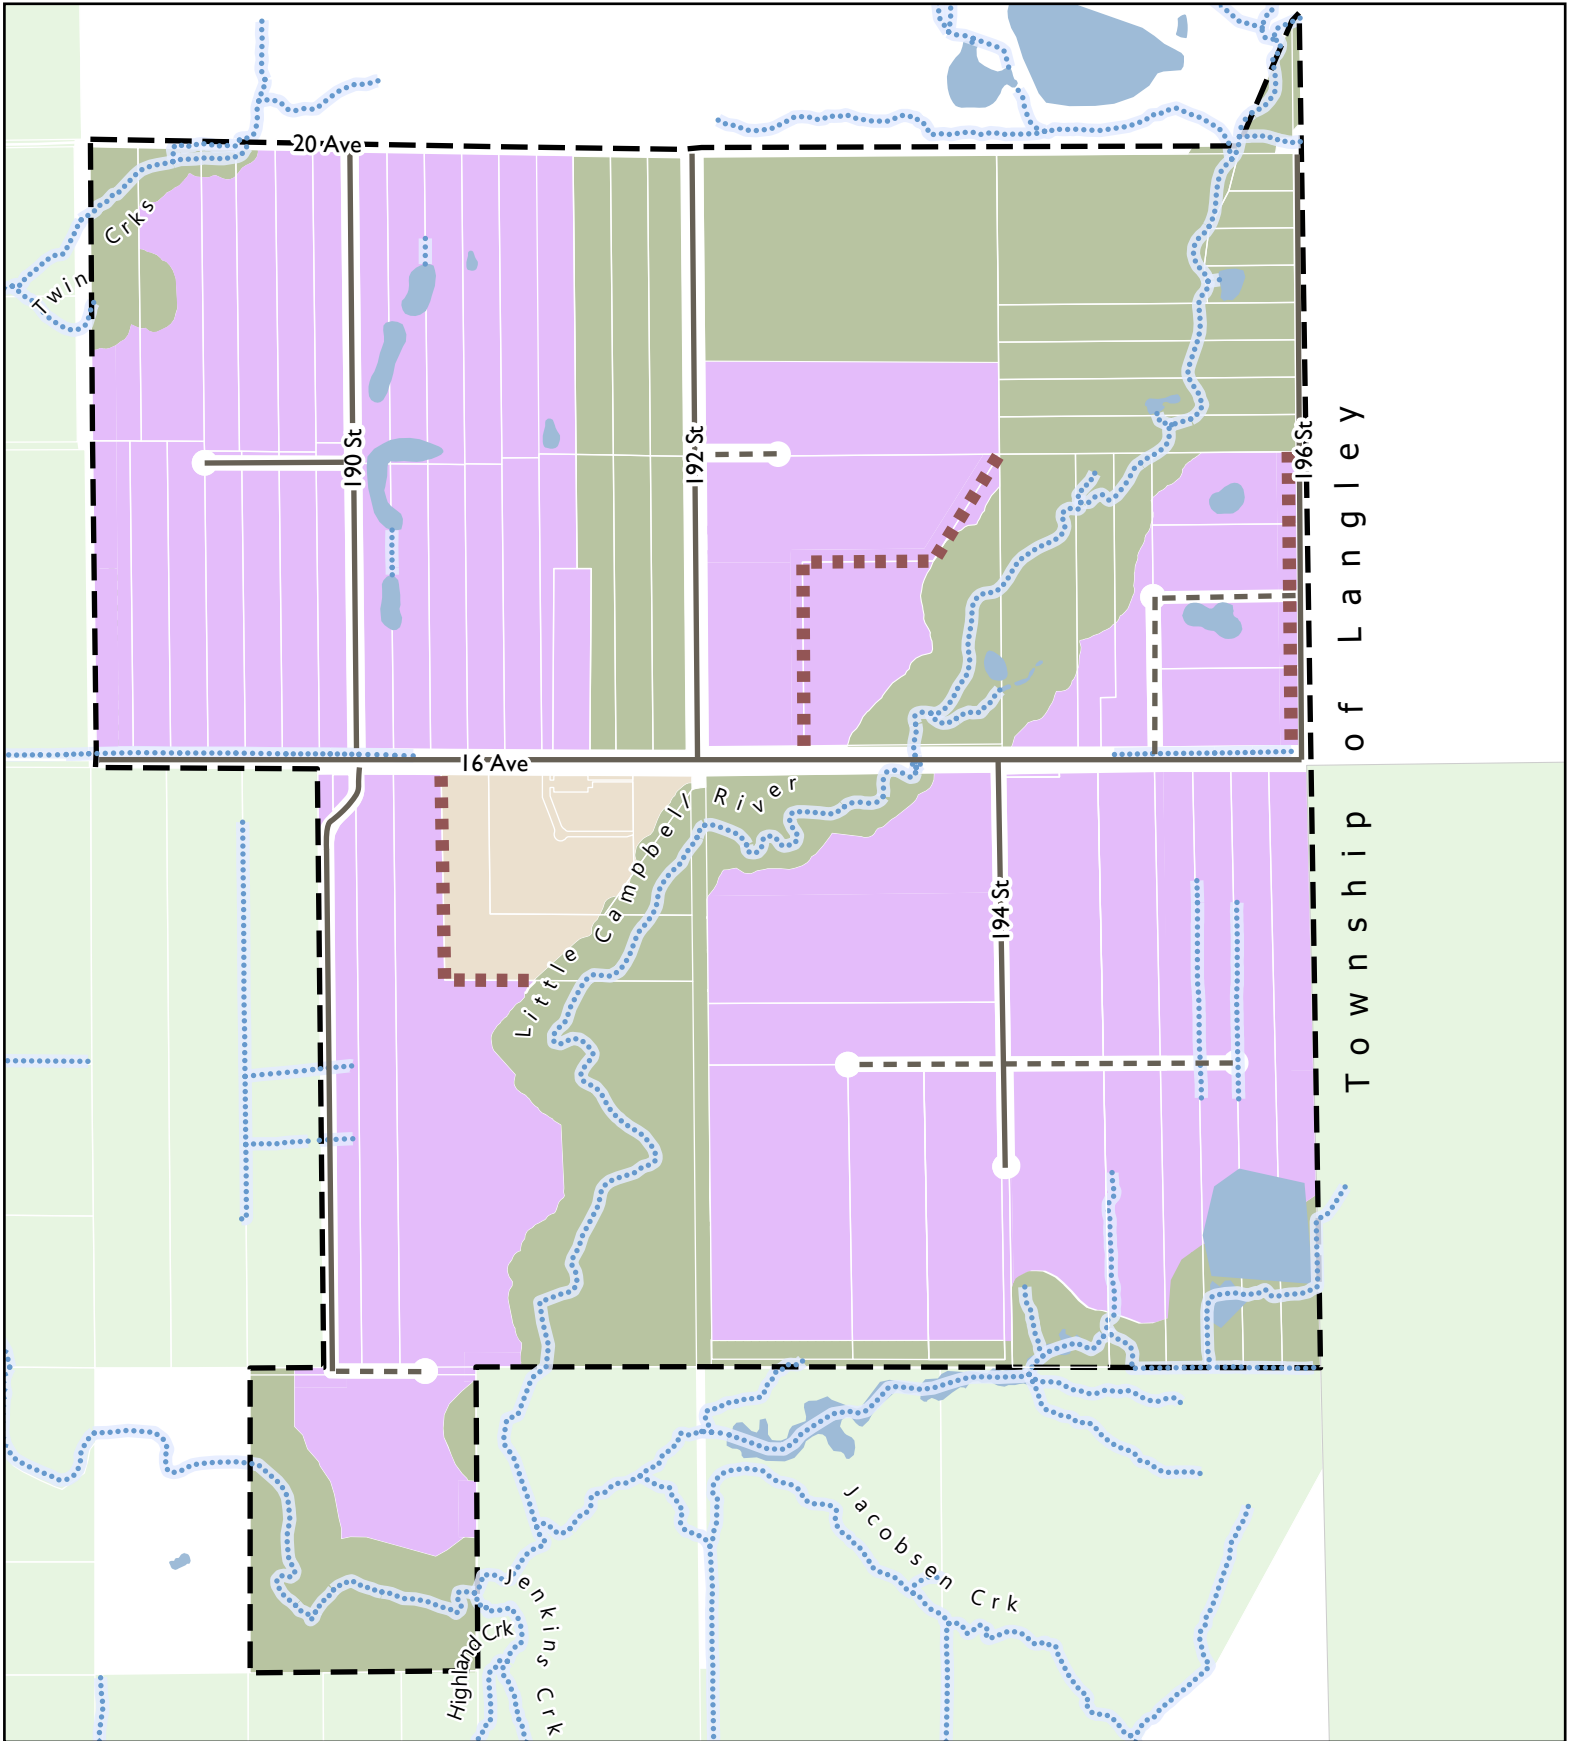 20 Ave
Twin Crks
190 St
192 St
196 St
Township of Langley
16 Ave
Little Campbell River
194 St
Jacobsen Crk
Jenkins Crk
Highland Crk